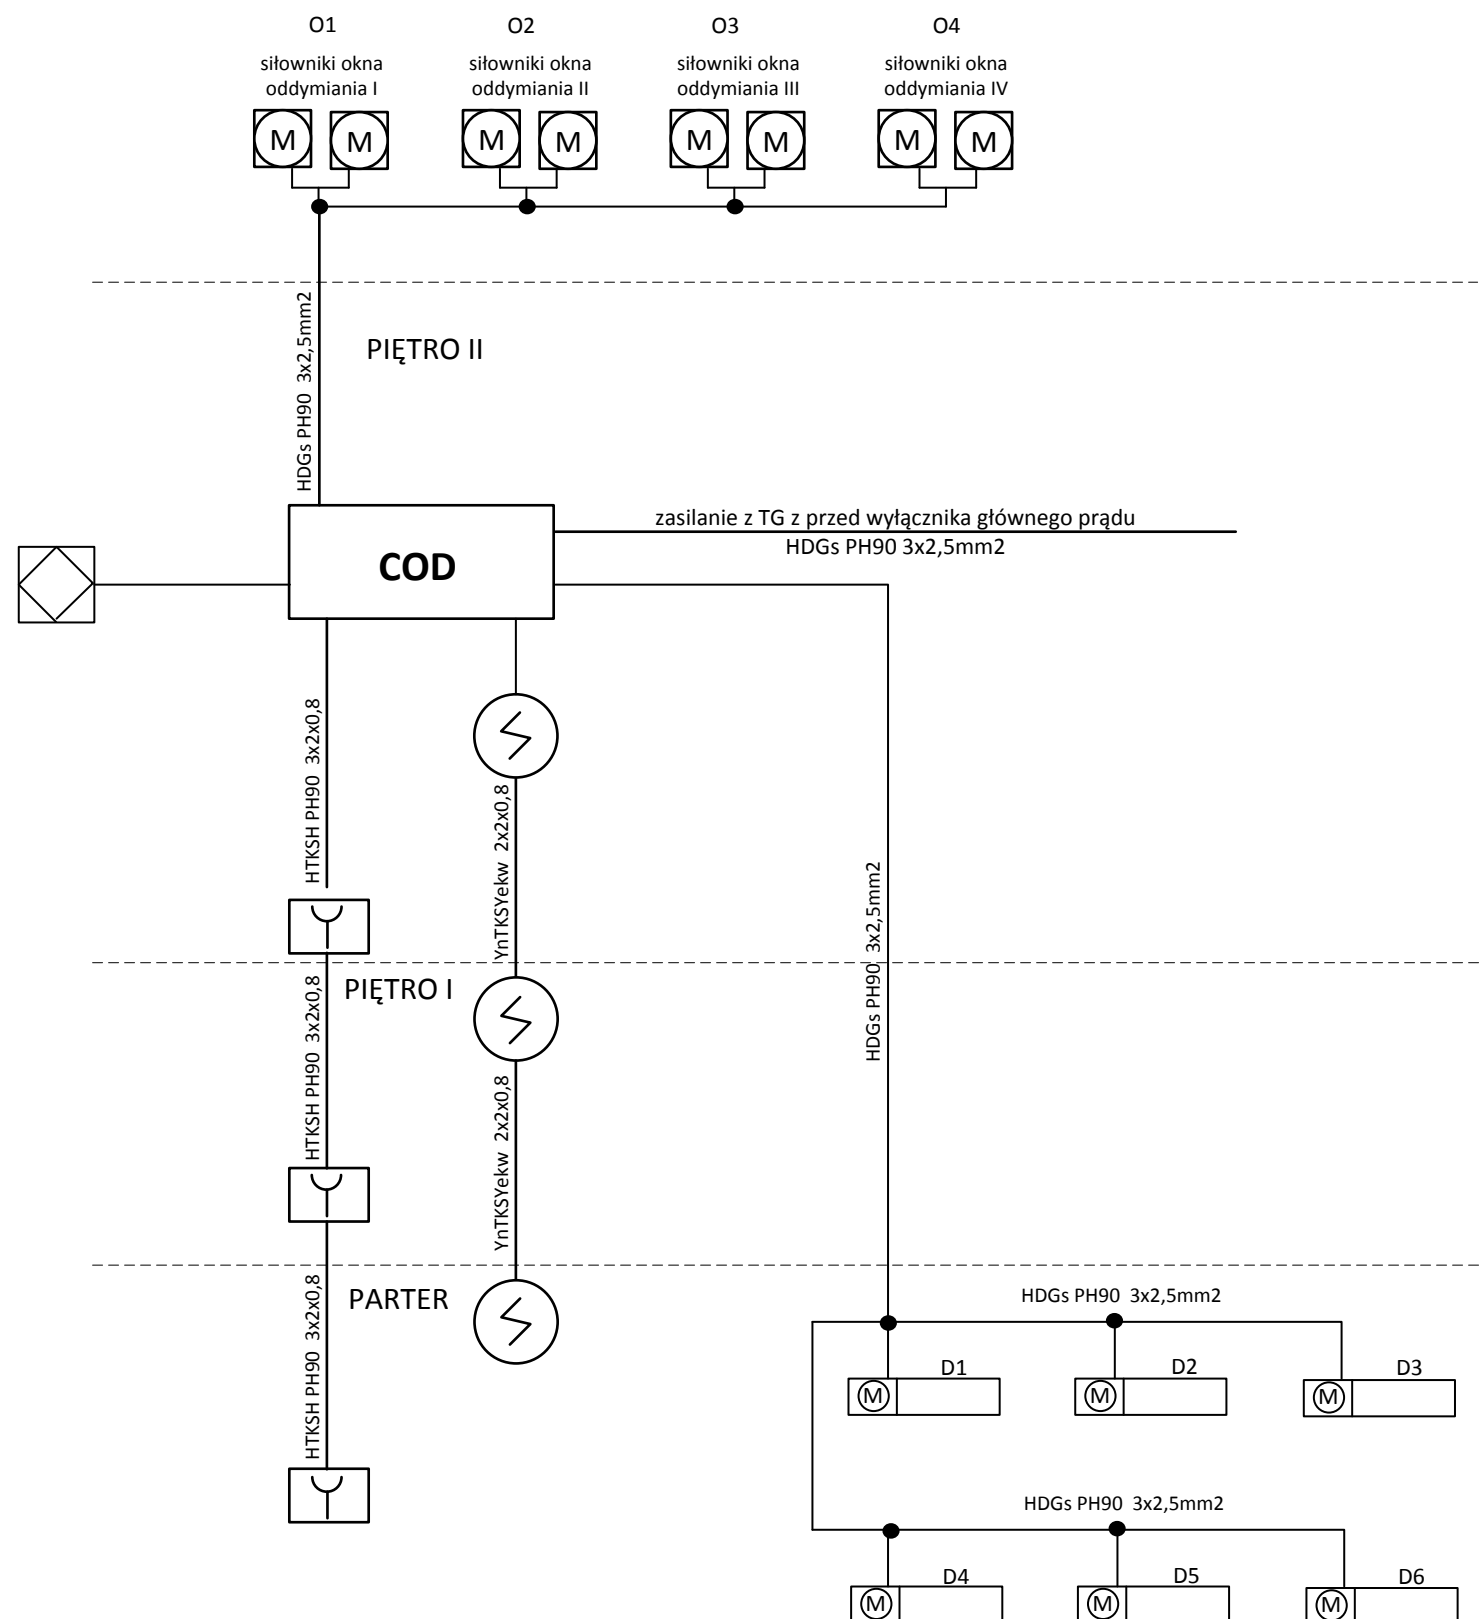 O1 O2 O3 O4
siłowniki okna
oddymiania I
siłowniki okna
oddymiania II
siłowniki okna
oddymiania III
siłowniki okna
oddymiania IV
M M M M M M M M
HDGs PH90 3x2,5mm2
PIĘTRO II
COD
zasilanie z TG z przed wyłącznika głównego prądu
HDGs PH90 3x2,5mm2
HTKSH PH90 3x2x0,8
YnTKSYekw 2x2x0,8
HDGs PH90 3x2,5mm2
PIĘTRO I
HTKSH PH90 3x2x0,8
YnTKSYekw 2x2x0,8
PARTER
HTKSH PH90 3x2x0,8
HDGs PH90 3x2,5mm2
D1 D2 D3
M M M
HDGs PH90 3x2,5mm2
D4 D5 D6
M M M